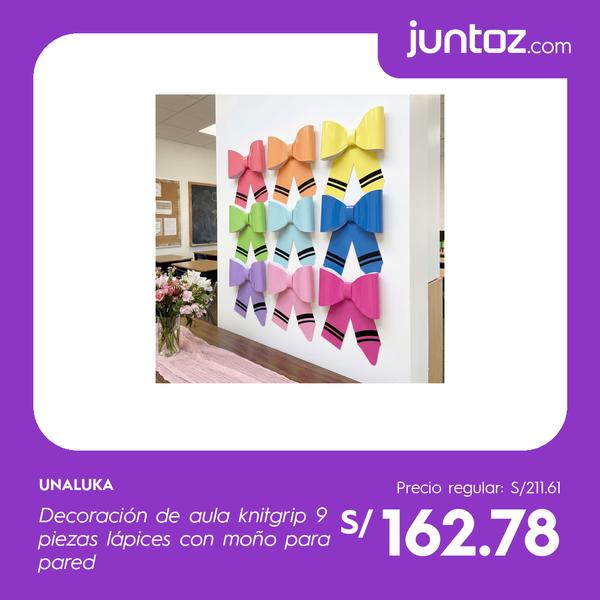 juntoz.com
UNALUKA
Decoración de aula knitgrip 9
piezas lápices con moño para
pared
Precio regular: S/211.61
S/162.78